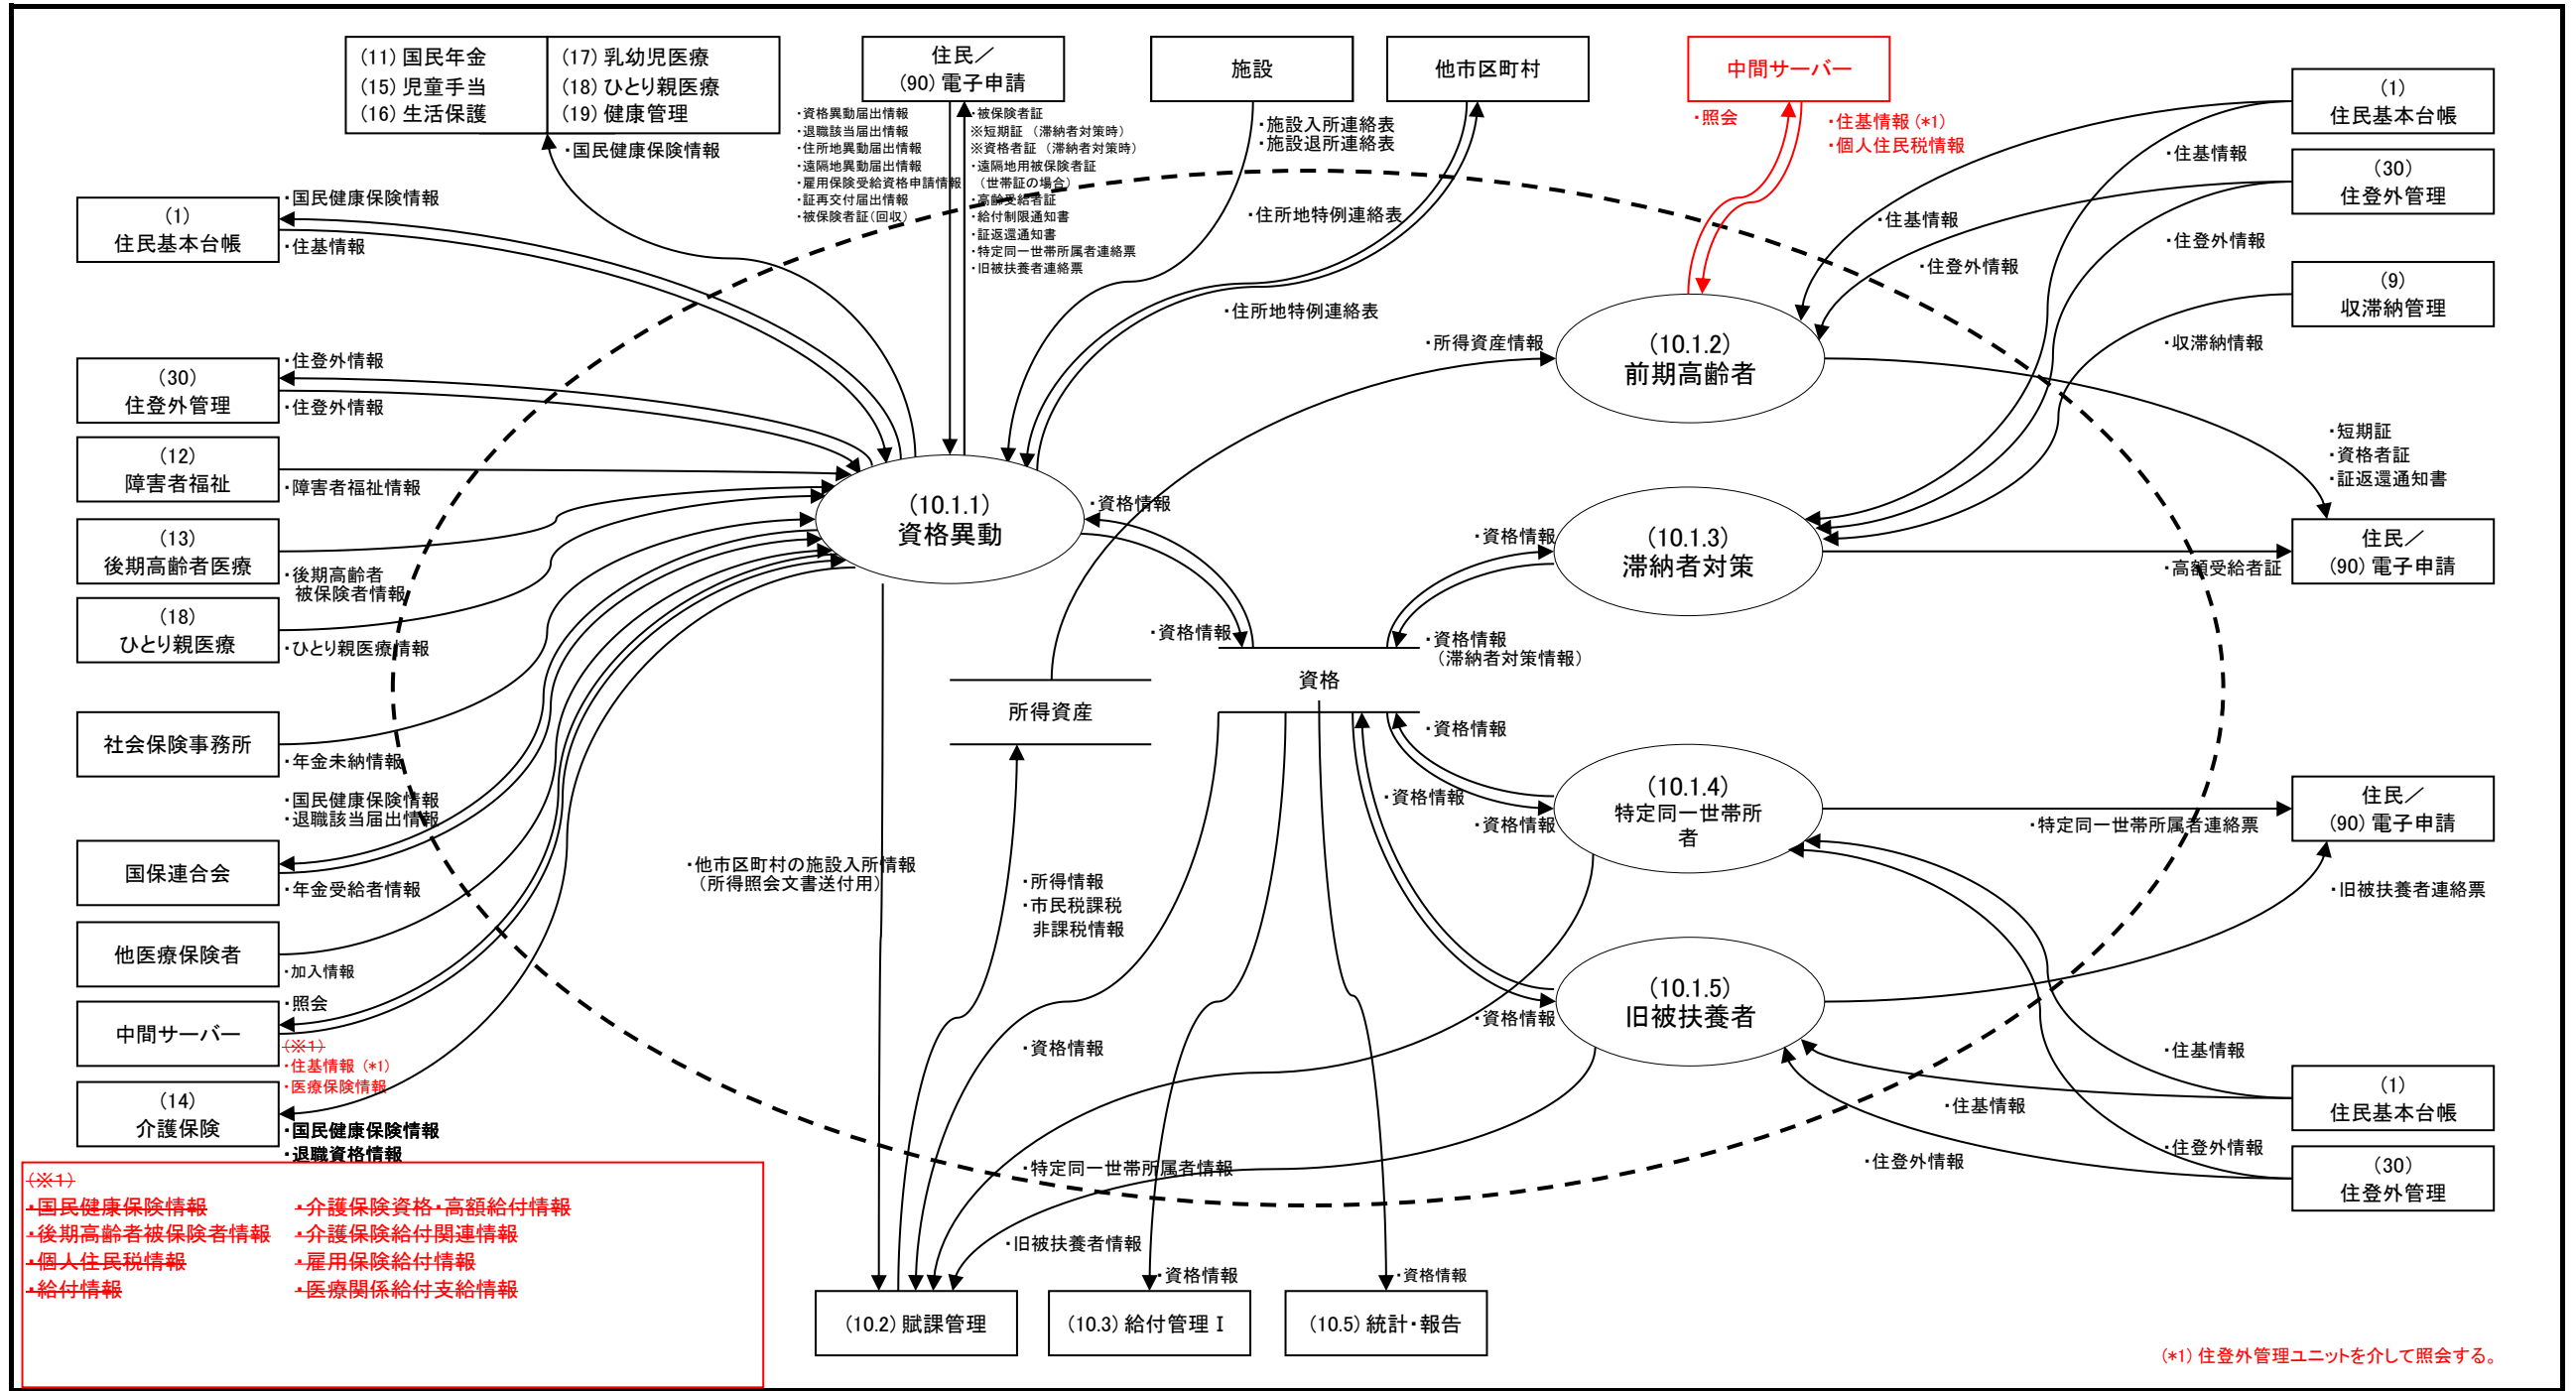 (11) 国民年金
(15) 児童手当
(16) 生活保護
(17) 乳幼児医療
(18) ひとり親医療
(19) 健康管理
・国民健康保険情報
住民／
(90) 電子申請
・資格異動届出情報
・退職該当届出情報
・住所地異動届出情報
・遠隔地異動届出情報
・雇用保険受給資格申請情報
・証再交付届出情報
・被保険者証(回収)
・被保険者証
※短期証 (滞納者対策時)
※資格者証 (滞納者対策時)
・遠隔地用被保険者証
(世帯証の場合)
・高齢受給者証
・給付制限通知書
・証返還通知書
・特定同一世帯所属者連絡票
・旧被扶養者連絡票
施設
・施設入所連絡表
・施設退所連絡表
他市区町村
・住所地特例連絡表
・住所地特例連絡表
中間サーバー
・照会
・住基情報 (*1)
・個人住民税情報
(1)
住民基本台帳
・住基情報
・住基情報
(30)
住登外管理
・住登外情報
・住登外情報
(9)
収滞納管理
・収滞納情報
(1)
住民基本台帳
・国民健康保険情報
・住基情報
(30)
住登外管理
・住登外情報
・住登外情報
(12)
障害者福祉
・障害者福祉情報
(13)
後期高齢者医療
・後期高齢者
被保険者情報
(18)
ひとり親医療
・ひとり親医療情報
社会保険事務所
・年金未納情報
・国民健康保険情報
・退職該当届出情報
国保連合会
・年金受給者情報
他医療保険者
・加入情報
・照会
中間サーバー
(※1)
・住基情報 (*1)
・医療保険情報
(14)
介護保険
・国民健康保険情報
・退職資格情報
(10.1.1)
資格異動
・資格情報
・資格情報
・所得資産情報
(10.1.2)
前期高齢者
・短期証
・資格者証
・証返還通知書
・資格情報
(10.1.3)
滞納者対策
・高額受給者証
住民／
(90) 電子申請
・資格情報
(滞納者対策情報)
資格
所得資産
・資格情報
・資格情報
・資格情報
(10.1.4)
特定同一世帯所
者
・特定同一世帯所属者連絡票
住民／
(90) 電子申請
・旧被扶養者連絡票
・他市区町村の施設入所情報
(所得照会文書送付用)
・所得情報
・市民税課税
非課税情報
・資格情報
・資格情報
(10.1.5)
旧被扶養者
・住基情報
・住基情報
(1)
住民基本台帳
・住登外情報
・住登外情報
(30)
住登外管理
・特定同一世帯所属者情報
・旧被扶養者情報
・資格情報
・資格情報
(10.2) 賦課管理
(10.3) 給付管理Ⅰ
(10.5) 統計・報告
(※1)
・国民健康保険情報
・後期高齢者被保険者情報
・個人住民税情報
・給付情報
・介護保険資格・高額給付情報
・介護保険給付関連情報
・雇用保険給付情報
・医療関係給付支給情報
(*1) 住登外管理ユニットを介して照会する。